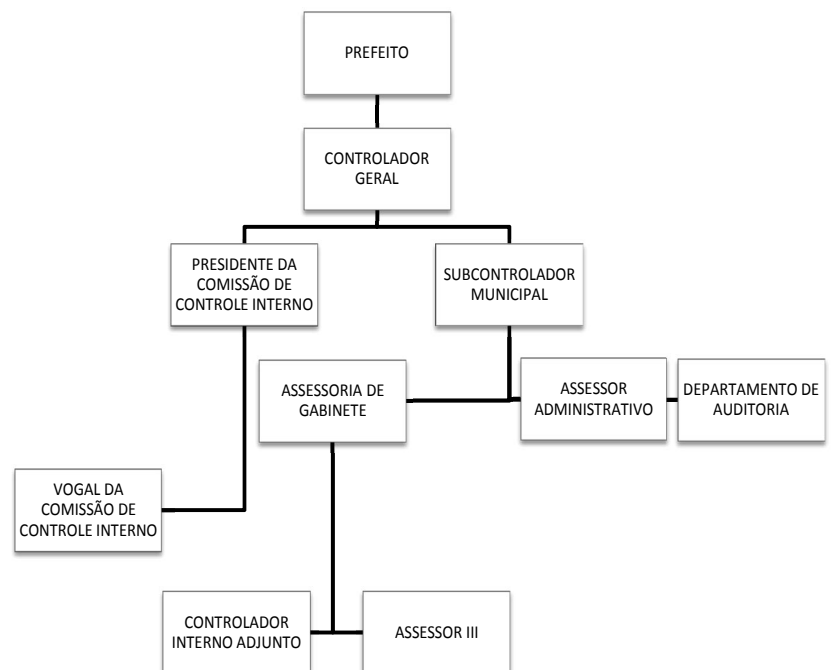 PREFEITO
CONTROLADOR
GERAL
PRESIDENTE DA
COMISSÃO DE
CONTROLE INTERNO
SUBCONTROLADOR
MUNICIPAL
ASSESSORIA DE
GABINETE
ASSESSOR
ADMINISTRATIVO
DEPARTAMENTO DE
AUDITORIA
VOGAL DA
COMISSÃO DE
CONTROLE INTERNO
CONTROLADOR
INTERNO ADJUNTO
ASSESSOR III